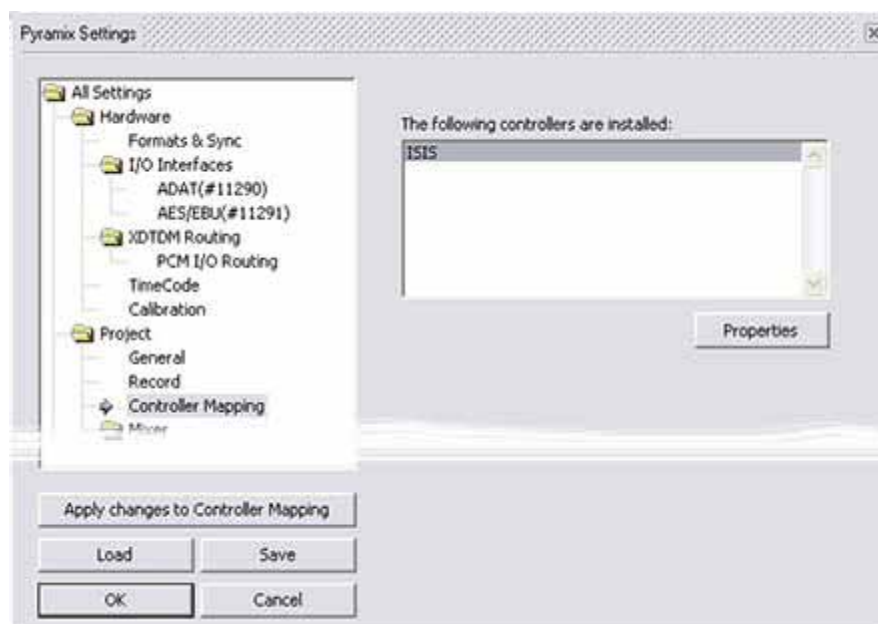 Pyramix Settings
All Settings
Hardware
Formats & Sync
I/O Interfaces
ADAT(#11290)
AES/EBU(#11291)
XDTDM Routing
PCM I/O Routing
TimeCode
Calibration
Project
General
Record
Controller Mapping
Mixer
The following controllers are installed:
ISIS
Properties
Apply changes to Controller Mapping
Load
Save
OK
Cancel